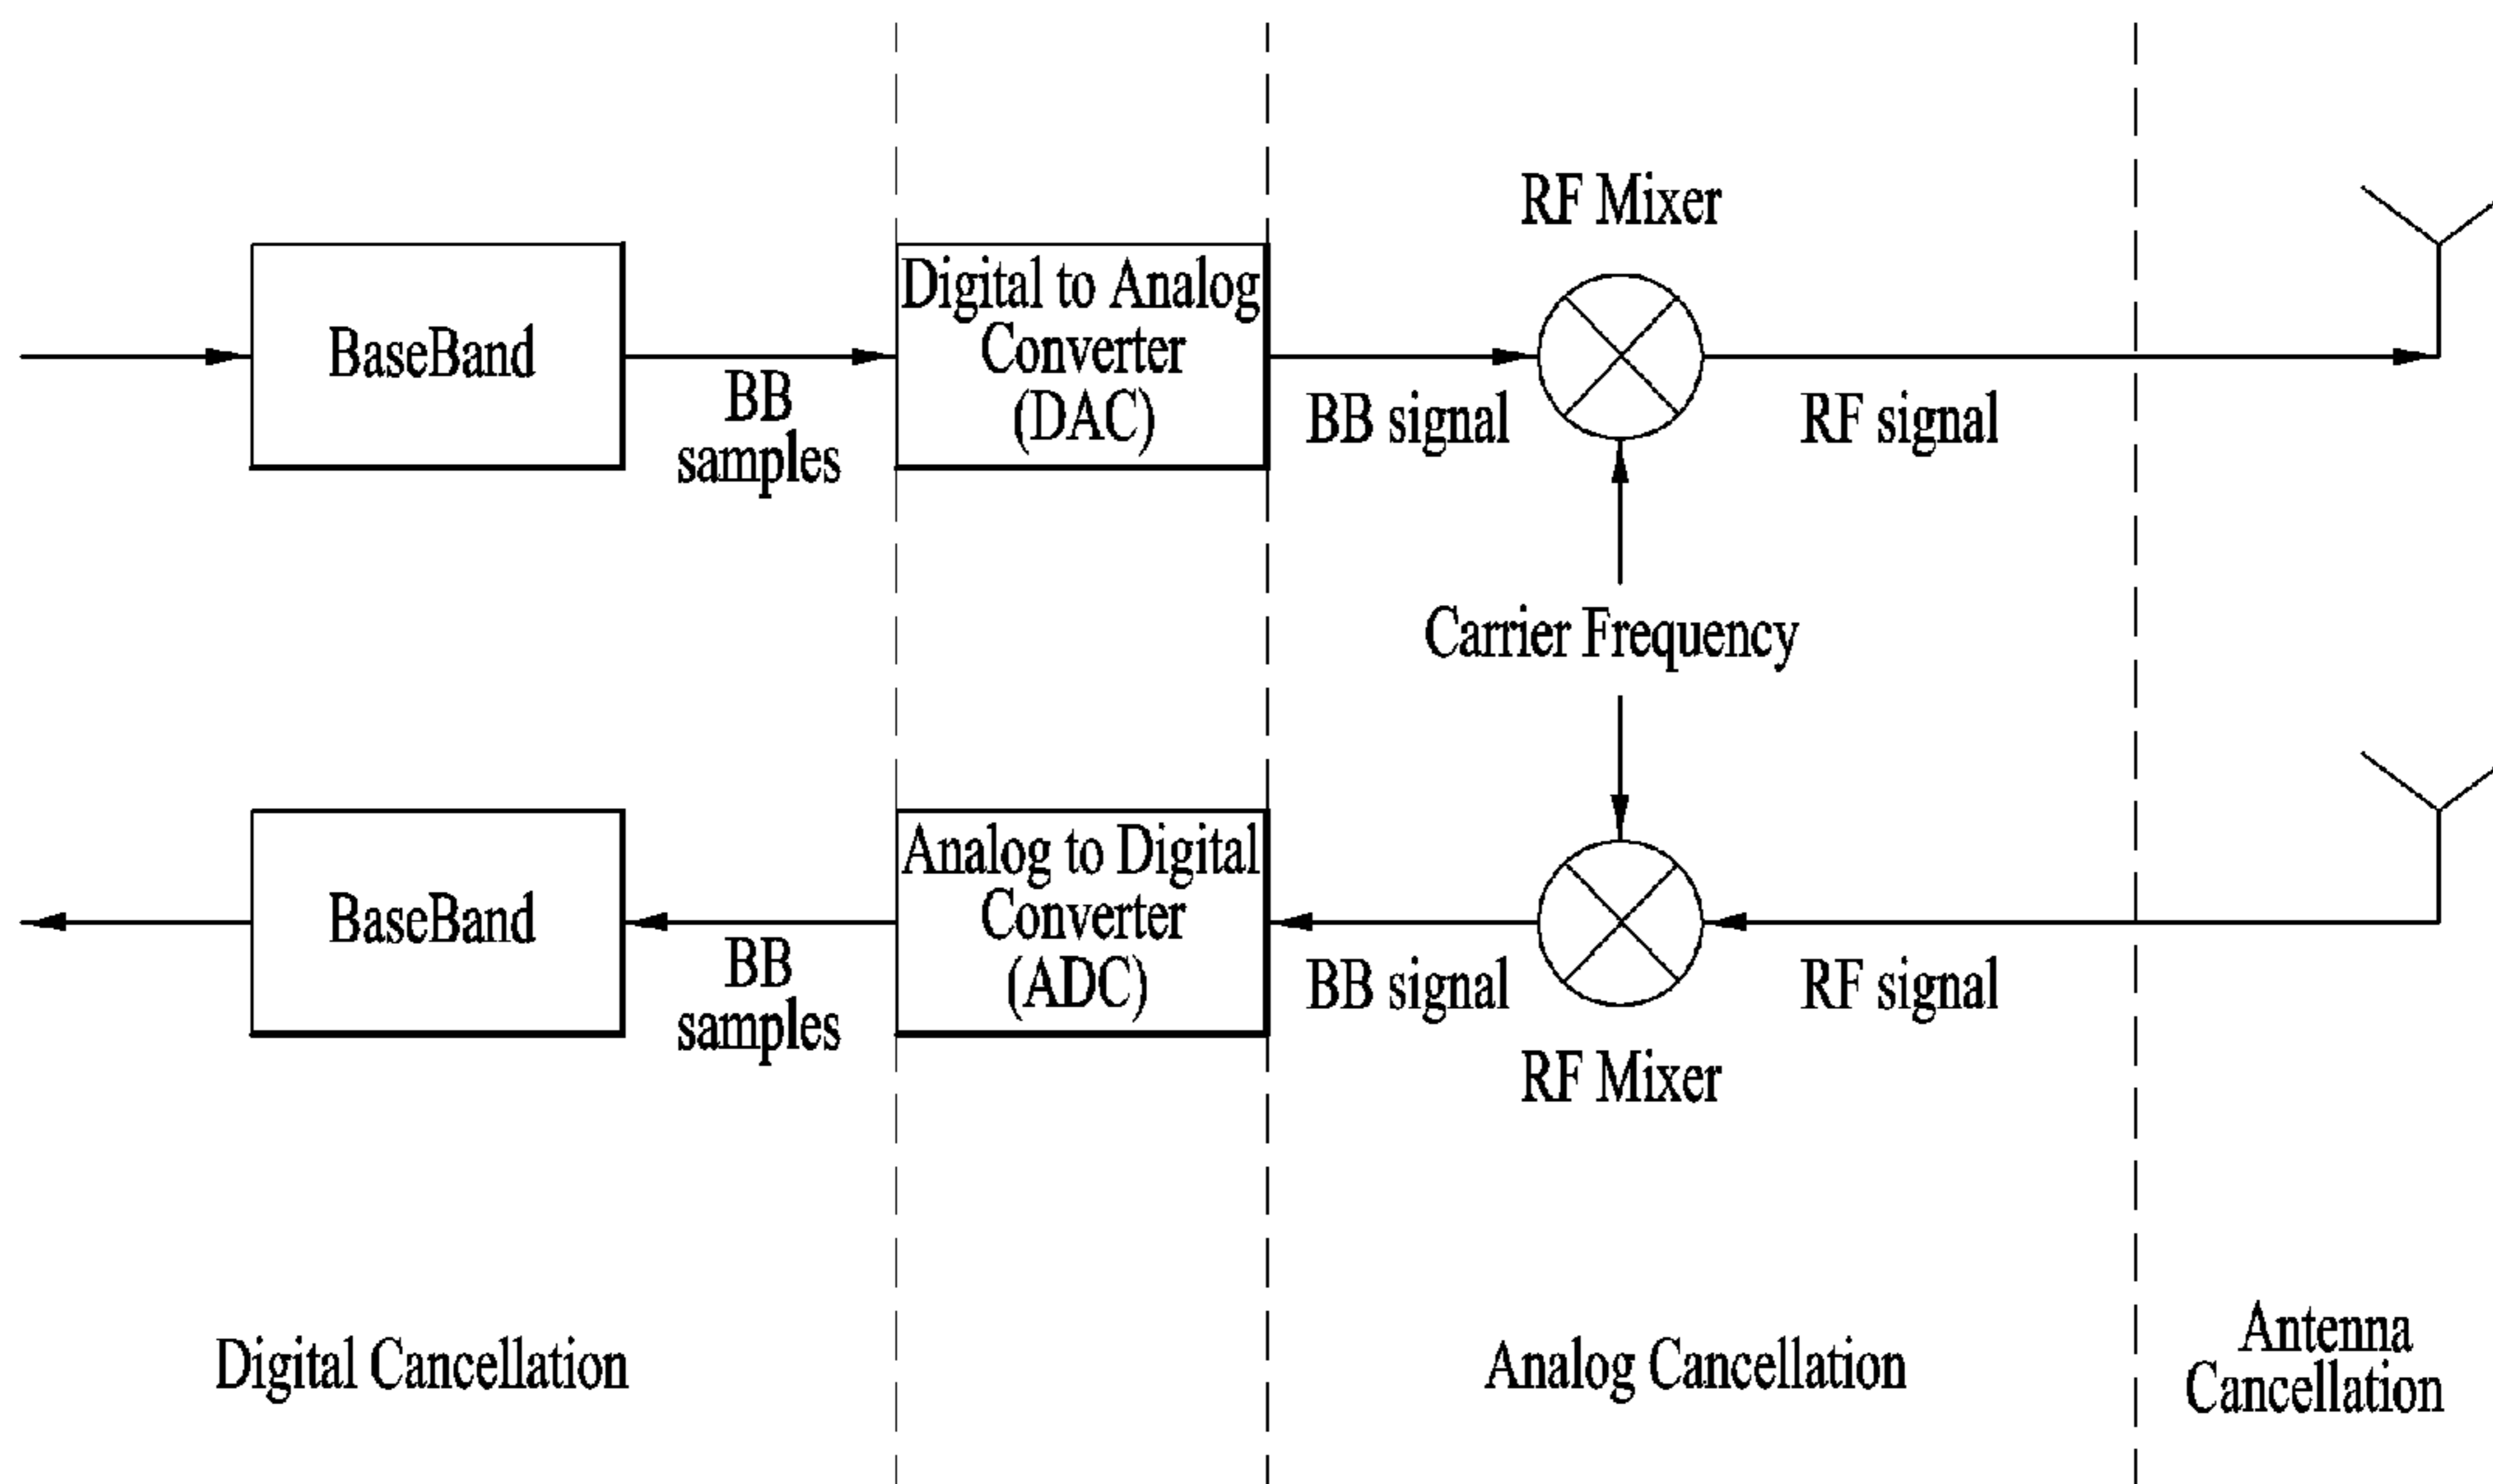 RF Mixer
BaseBand
BB
samples
Digital to Analog
Converter
(DAC)
BB signal
RF signal
Carrier Frequency
BaseBand
BB
samples
Analog to Digital
Converter
(ADC)
BB signal
RF signal
RF Mixer
Digital Cancellation
Analog Cancellation
Antenna
Cancellation